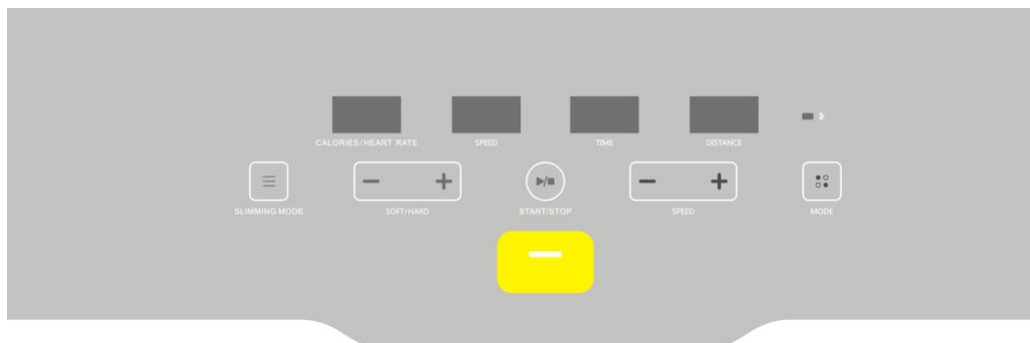 CALORIES/HEART RATE
SPEED
TIME
DISTANCE
SLIMMING MODE
SOFT/HARD
START/STOP
SPEED
MODE